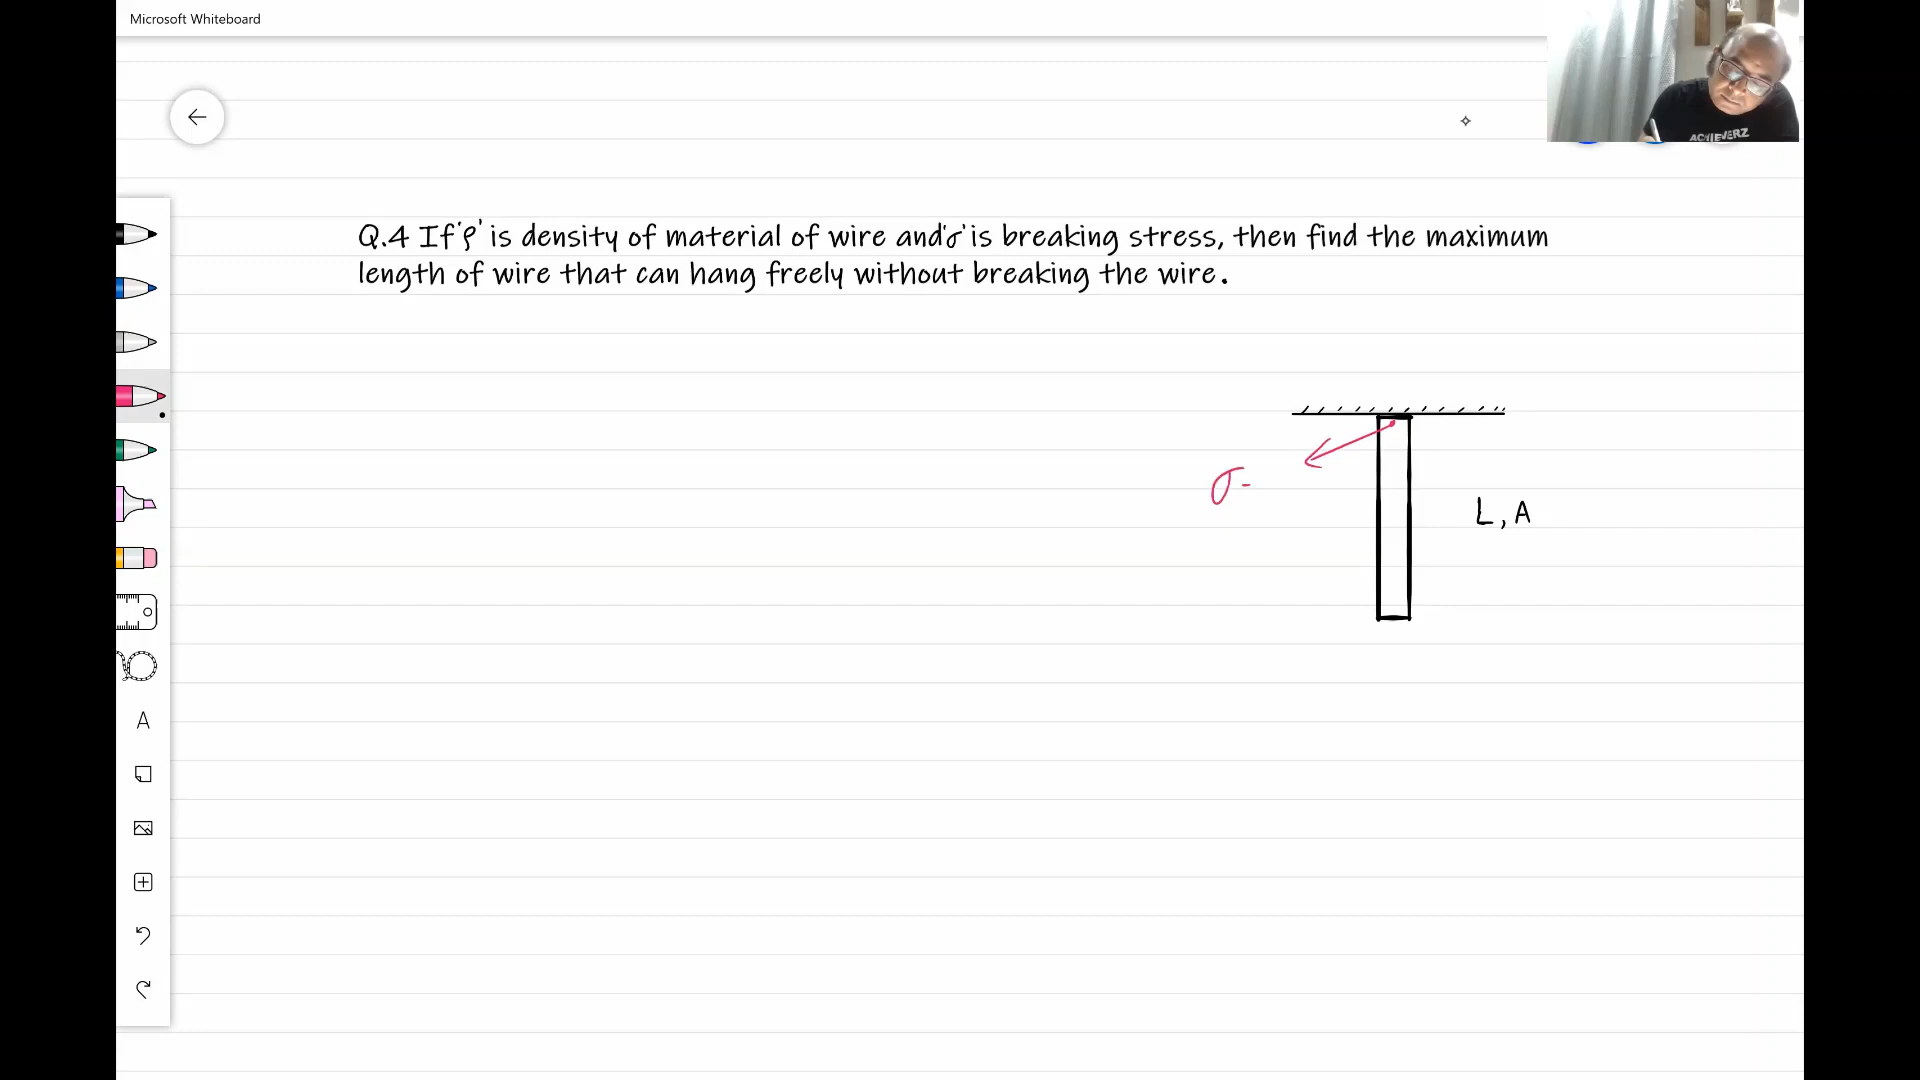 Microsoft Whiteboard
ACHIEVERZ
Q.4 If 'ρ' is density of material of wire and 'σ' is breaking stress, then find the maximum
length of wire that can hang freely without breaking the wire.
σ-
L, A
A